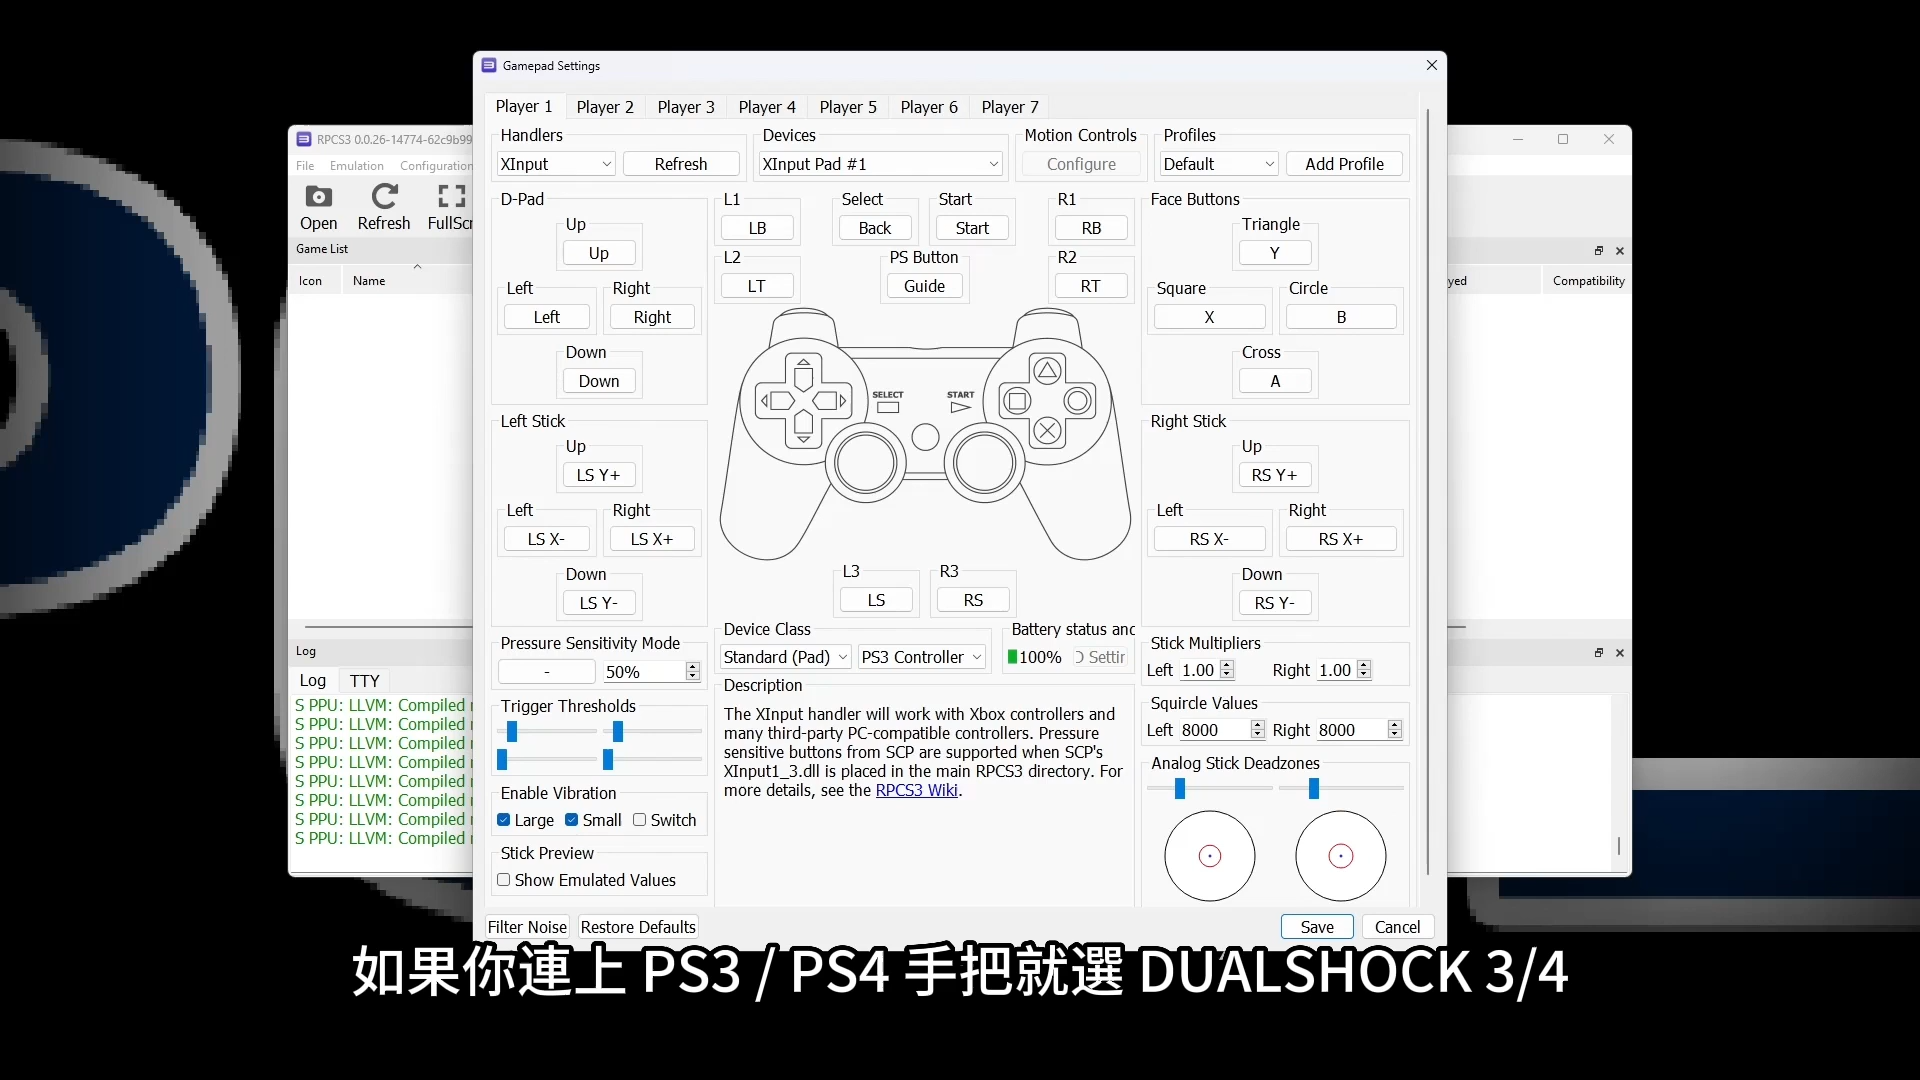 Gamepad Settings
Player 1 Player 2 Player 3 Player 4 Player 5 Player 6 Player 7
Handlers Devices Motion Controls Profiles
XInput Refresh XInput Pad #1 Configure Default Add Profile
D-Pad
Up
Up
Left Right
Left Right
Down
Down
L1 Select Start R1
LB Back Start RB
L2 PS Button R2
LT Guide RT
Face Buttons
Triangle
Y
Square Circle
X B
Cross
A
SELECT START
Left Stick
Up
LS Y+
Left Right
LS X- LS X+
Down
LS Y-
Right Stick
Up
RS Y+
Left Right
RS X- RS X+
Down
RS Y-
L3 R3
LS RS
Pressure Sensitivity Mode
- 50%
Trigger Thresholds
Enable Vibration
Large Small Switch
Stick Preview
Show Emulated Values
Device Class Battery status and
Standard (Pad) PS3 Controller 100% Settin
Description
The XInput handler will work with Xbox controllers and
many third-party PC-compatible controllers. Pressure
sensitive buttons from SCP are supported when SCP's
XInput1_3.dll is placed in the main RPCS3 directory. For
more details, see the RPCS3 Wiki.
Stick Multipliers
Left 1.00 Right 1.00
Squircle Values
Left 8000 Right 8000
Analog Stick Deadzones
Filter Noise Restore Defaults Save Cancel
RPCS3 0.0.26-14774-62c9b99
File Emulation Configuration
Open Refresh FullScr
Game List
Icon Name yed Compatibility
Log
Log TTY
S PPU: LLVM: Compiled
S PPU: LLVM: Compiled
S PPU: LLVM: Compiled
S PPU: LLVM: Compiled
S PPU: LLVM: Compiled
S PPU: LLVM: Compiled
S PPU: LLVM: Compiled
S PPU: LLVM: Compiled
如果你連上 PS3 / PS4 手把就選 DUALSHOCK 3/4